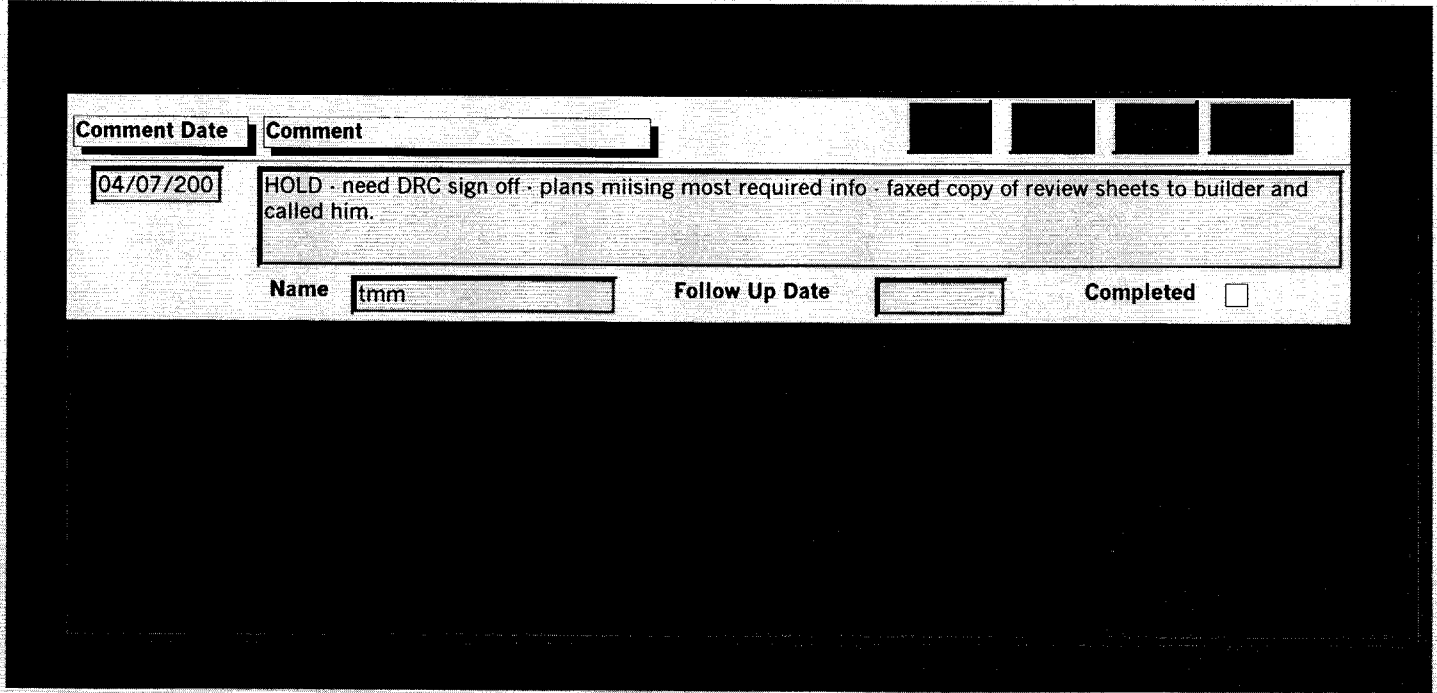 Comment Date Comment
04/07/200 HOLD - need DRC sign off - plans miising most required info - faxed copy of review sheets to builder and
called him.
Name tmm Follow Up Date Completed